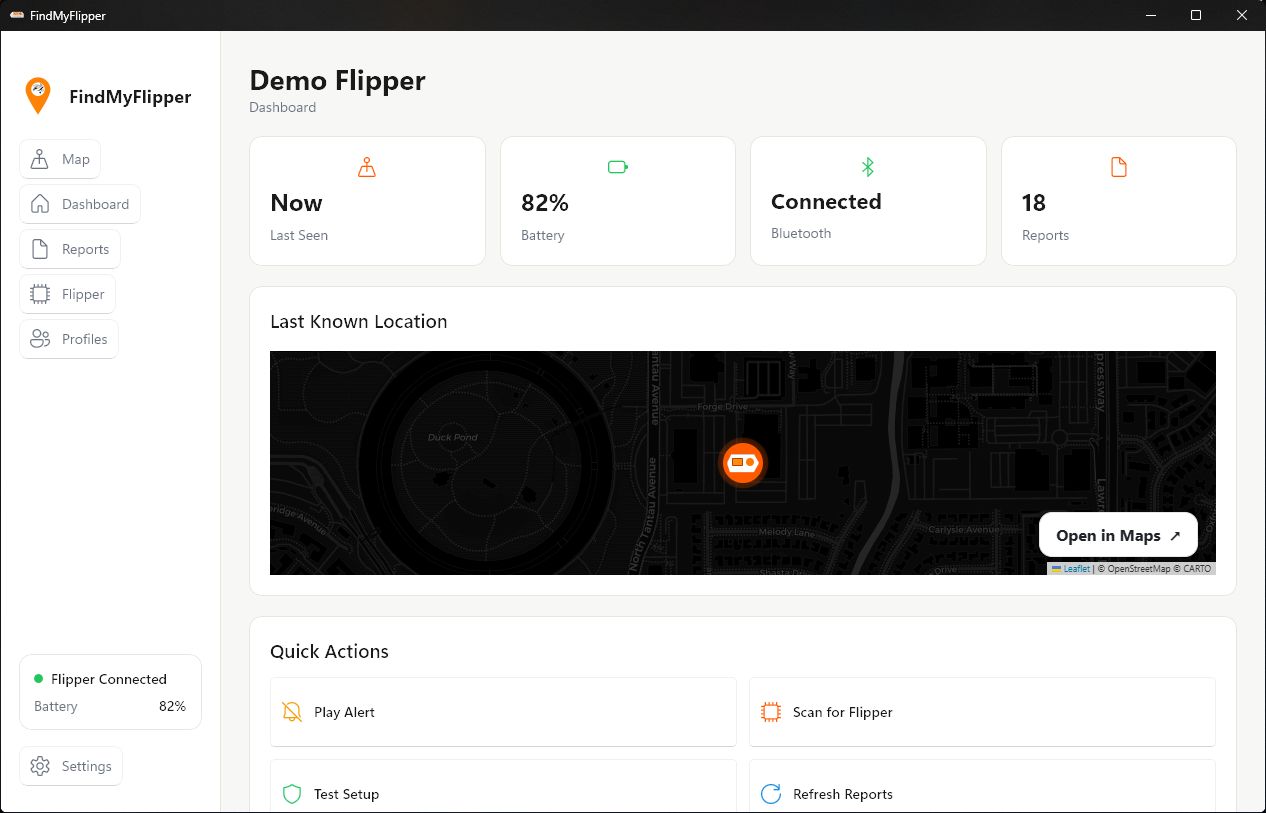 FindMyFlipper
FindMyFlipper
Map
Dashboard
Reports
Flipper
Profiles
Flipper Connected
Battery 82%
Settings
Demo Flipper
Dashboard
Now
Last Seen
82%
Battery
Connected
Bluetooth
18
Reports
Last Known Location
Duck Pond
Forge Drive
North Tantau Avenue
Melody Lane
Carlysle Avenue
Open in Maps ↗
Leaflet | © OpenStreetMap © CARTO
Quick Actions
Play Alert
Scan for Flipper
Test Setup
Refresh Reports